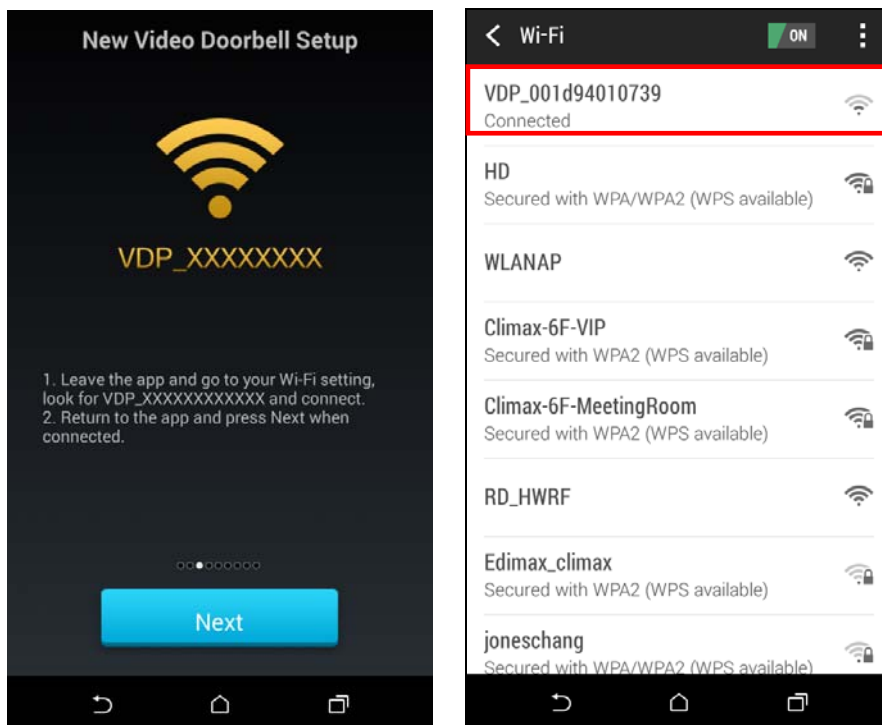 New Video Doorbell Setup
VDP_XXXXXXXX
1. Leave the app and go to your Wi-Fi setting,
look for VDP_XXXXXXXXXXXX and connect.
2. Return to the app and press Next when
connected.
Next
Wi-Fi
ON
VDP_001d94010739
Connected
HD
Secured with WPA/WPA2 (WPS available)
WLANAP
Climax-6F-VIP
Secured with WPA2 (WPS available)
Climax-6F-MeetingRoom
Secured with WPA2 (WPS available)
RD_HWRF
Edimax_climax
Secured with WPA2 (WPS available)
joneschang
Secured with WPA/WPA2 (WPS available)